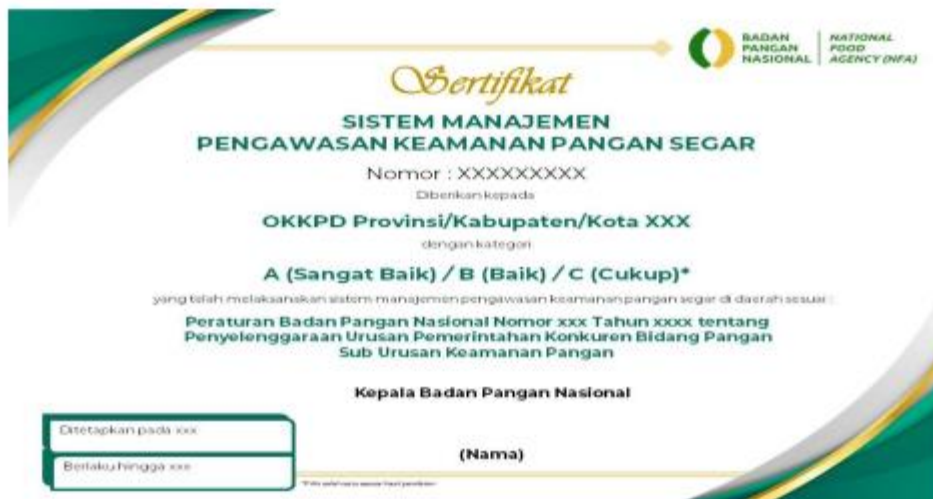 BADAN
PANGAN
NASIONAL
NATIONAL
FOOD
AGENCY (NFA)
Sertifikat
SISTEM MANAJEMEN
PENGAWASAN KEAMANAN PANGAN SEGAR
Nomor : XXXXXXXXX
Diberikan kepada
OKKPD Provinsi/Kabupaten/Kota XXX
dengan kategori
A (Sangat Baik) / B (Baik) / C (Cukup)*
yang telah melaksanakan sistem manajemen pengawasan keamanan pangan segar di daerah sesuai :
Peraturan Badan Pangan Nasional Nomor xxx Tahun xxxx tentang
Penyelenggaraan Urusan Pemerintahan Konkuren Bidang Pangan
Sub Urusan Keamanan Pangan
Kepala Badan Pangan Nasional
Ditetapkan pada xxx
(Nama)
Berlaku hingga xxx